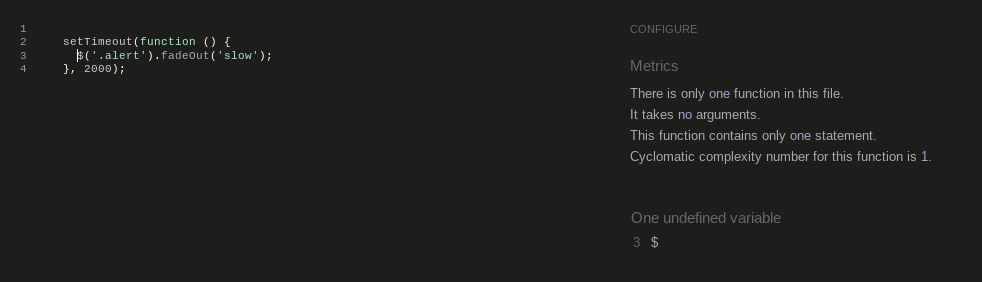 1
2 setTimeout(function () {
3 $('.alert').fadeOut('slow');
4 }, 2000);
CONFIGURE
Metrics
There is only one function in this file.
It takes no arguments.
This function contains only one statement.
Cyclomatic complexity number for this function is 1.
One undefined variable
3 $